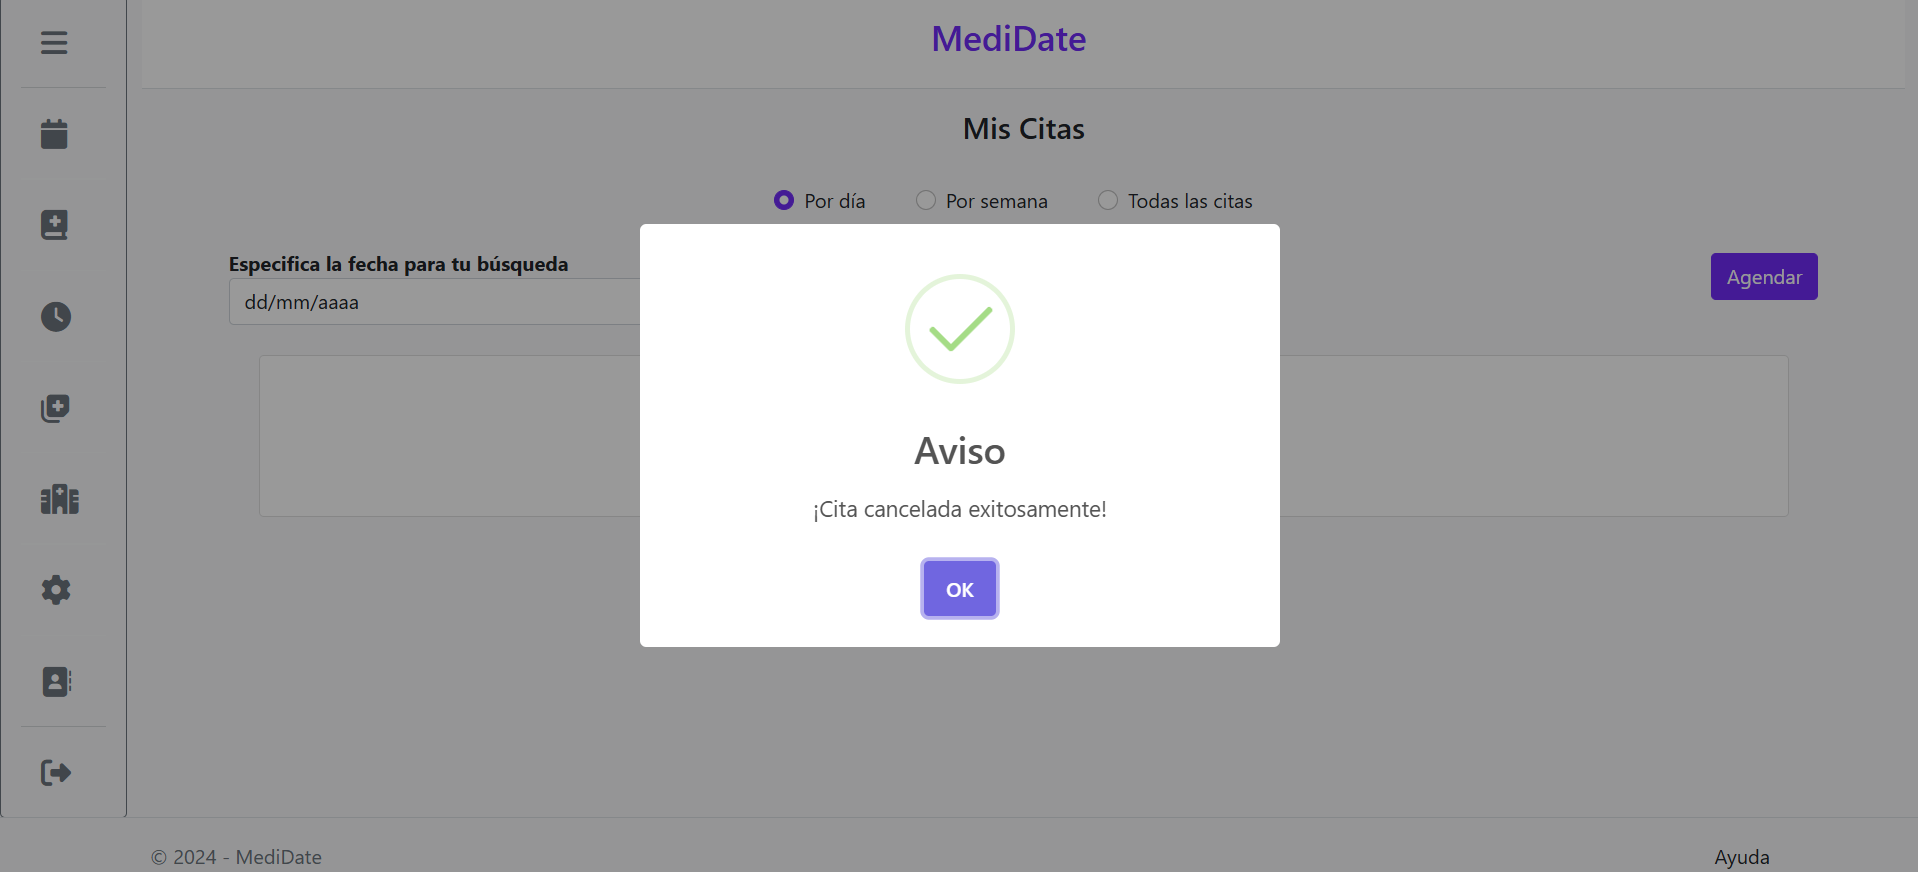 MediDate
Mis Citas
Por día
Por semana
Todas las citas
Especifica la fecha para tu búsqueda
Agendar
dd/mm/aaaa
Aviso
¡Cita cancelada exitosamente!
OK
© 2024 - MediDate
Ayuda